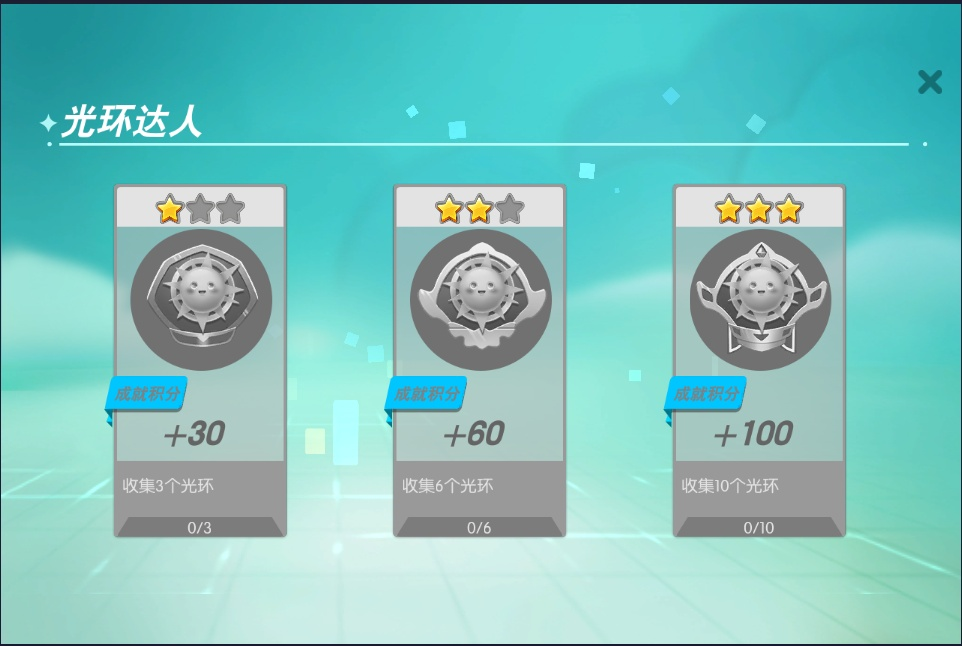 光环达人
成就积分
+30
收集3个光环
0/3
成就积分
+60
收集6个光环
0/6
成就积分
+100
收集10个光环
0/10